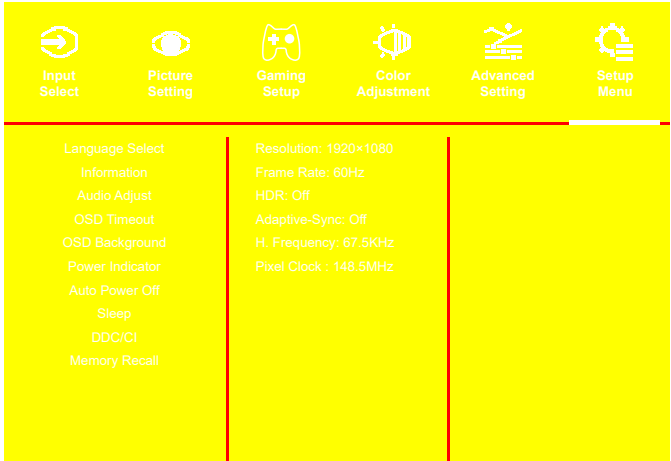 Input
Select
Picture
Setting
Gaming
Setup
Color
Adjustment
Advanced
Setting
Setup
Menu
Language Select
Information
Audio Adjust
OSD Timeout
OSD Background
Power Indicator
Auto Power Off
Sleep
DDC/CI
Memory Recall
Resolution: 1920×1080
Frame Rate: 60Hz
HDR: Off
Adaptive-Sync: Off
H. Frequency: 67.5KHz
Pixel Clock : 148.5MHz